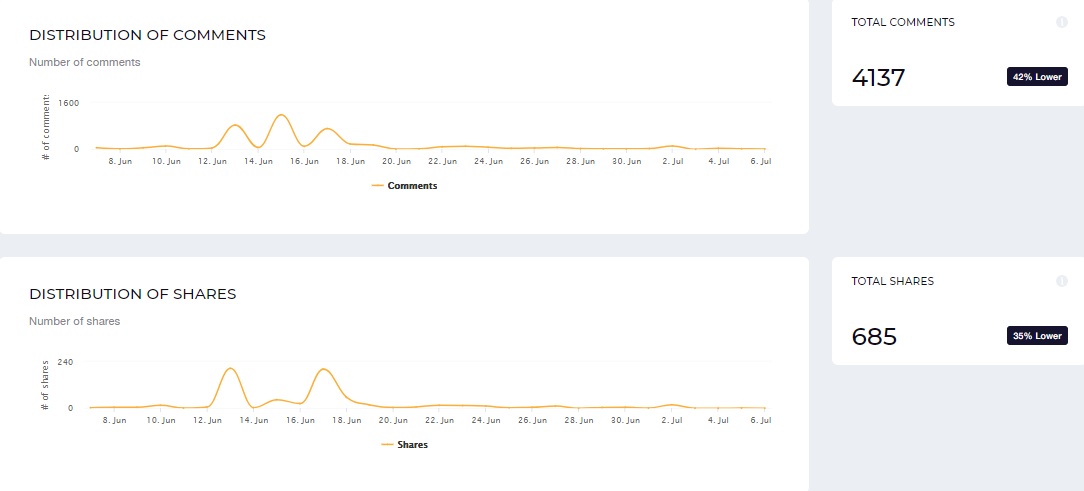 DISTRIBUTION OF COMMENTS
Number of comments
# of comments
1600
0
8. Jun 10. Jun 12. Jun 14. Jun 16. Jun 18. Jun 20. Jun 22. Jun 24. Jun 26. Jun 28. Jun 30. Jun 2. Jul 4. Jul 6. Jul
Comments
TOTAL COMMENTS
4137
42% Lower
DISTRIBUTION OF SHARES
Number of shares
# of shares
240
0
8. Jun 10. Jun 12. Jun 14. Jun 16. Jun 18. Jun 20. Jun 22. Jun 24. Jun 26. Jun 28. Jun 30. Jun 2. Jul 4. Jul 6. Jul
Shares
TOTAL SHARES
685
35% Lower